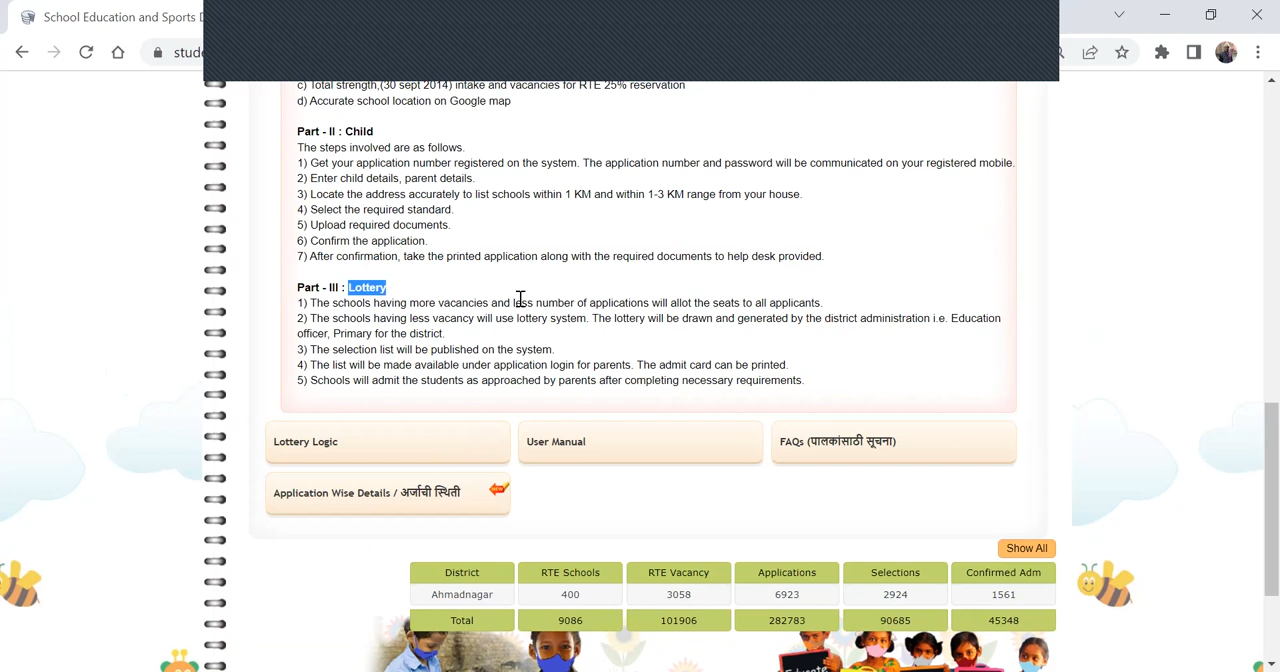 School Education and Sports D
stude
c) Total strength,(30 sept 2014) intake and vacancies for RTE 25% reservation
d) Accurate school location on Google map
Part - II : Child
The steps involved are as follows.
1) Get your application number registered on the system. The application number and password will be communicated on your registered mobile.
2) Enter child details, parent details.
3) Locate the address accurately to list schools within 1 KM and within 1-3 KM range from your house.
4) Select the required standard.
5) Upload required documents.
6) Confirm the application.
7) After confirmation, take the printed application along with the required documents to help desk provided.
Part - III : Lottery
1) The schools having more vacancies and less number of applications will allot the seats to all applicants.
2) The schools having less vacancy will use lottery system. The lottery will be drawn and generated by the district administration i.e. Education
officer, Primary for the district.
3) The selection list will be published on the system.
4) The list will be made available under application login for parents. The admit card can be printed.
5) Schools will admit the students as approached by parents after completing necessary requirements.
Lottery Logic User Manual FAQs (पालकांसाठी सूचना)
Application Wise Details / अर्जाची स्थिती NEW
Show All
District RTE Schools RTE Vacancy Applications Selections Confirmed Adm
Ahmadnagar 400 3058 6923 2924 1561
Total 9086 101906 282783 90685 45348
Educate